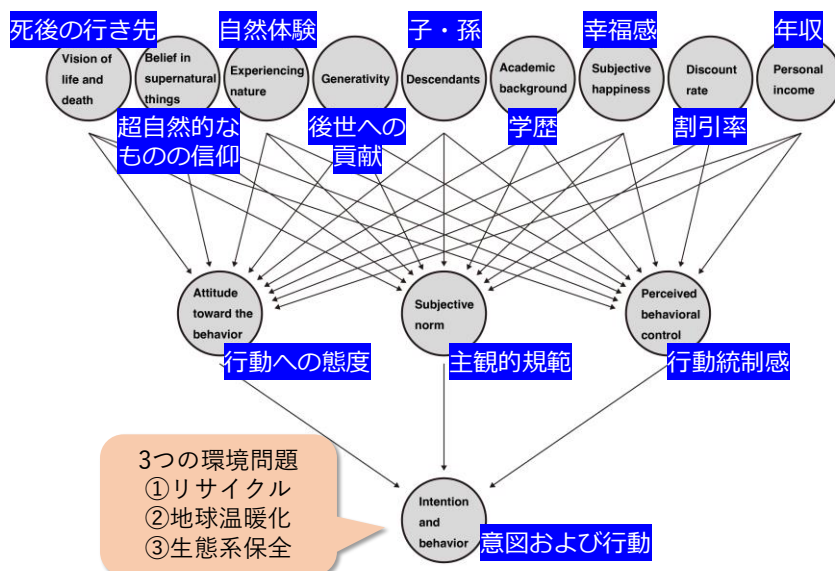 死後の行き先
自然体験
子・孫
幸福感
年収
Vision of
life and
death
Belief in
supernatural
things
Experiencing
nature
Generativity
Descendants
Academic
background
Subjective
happiness
Discount
rate
Personal
income
超自然的な
ものの信仰
後世への
貢献
学歴
割引率
Attitude
toward the
behavior
Subjective
norm
Perceived
behavioral
control
行動への態度
主観的規範
行動統制感
3つの環境問題
①リサイクル
②地球温暖化
③生態系保全
Intention
and
behavior
意図および行動